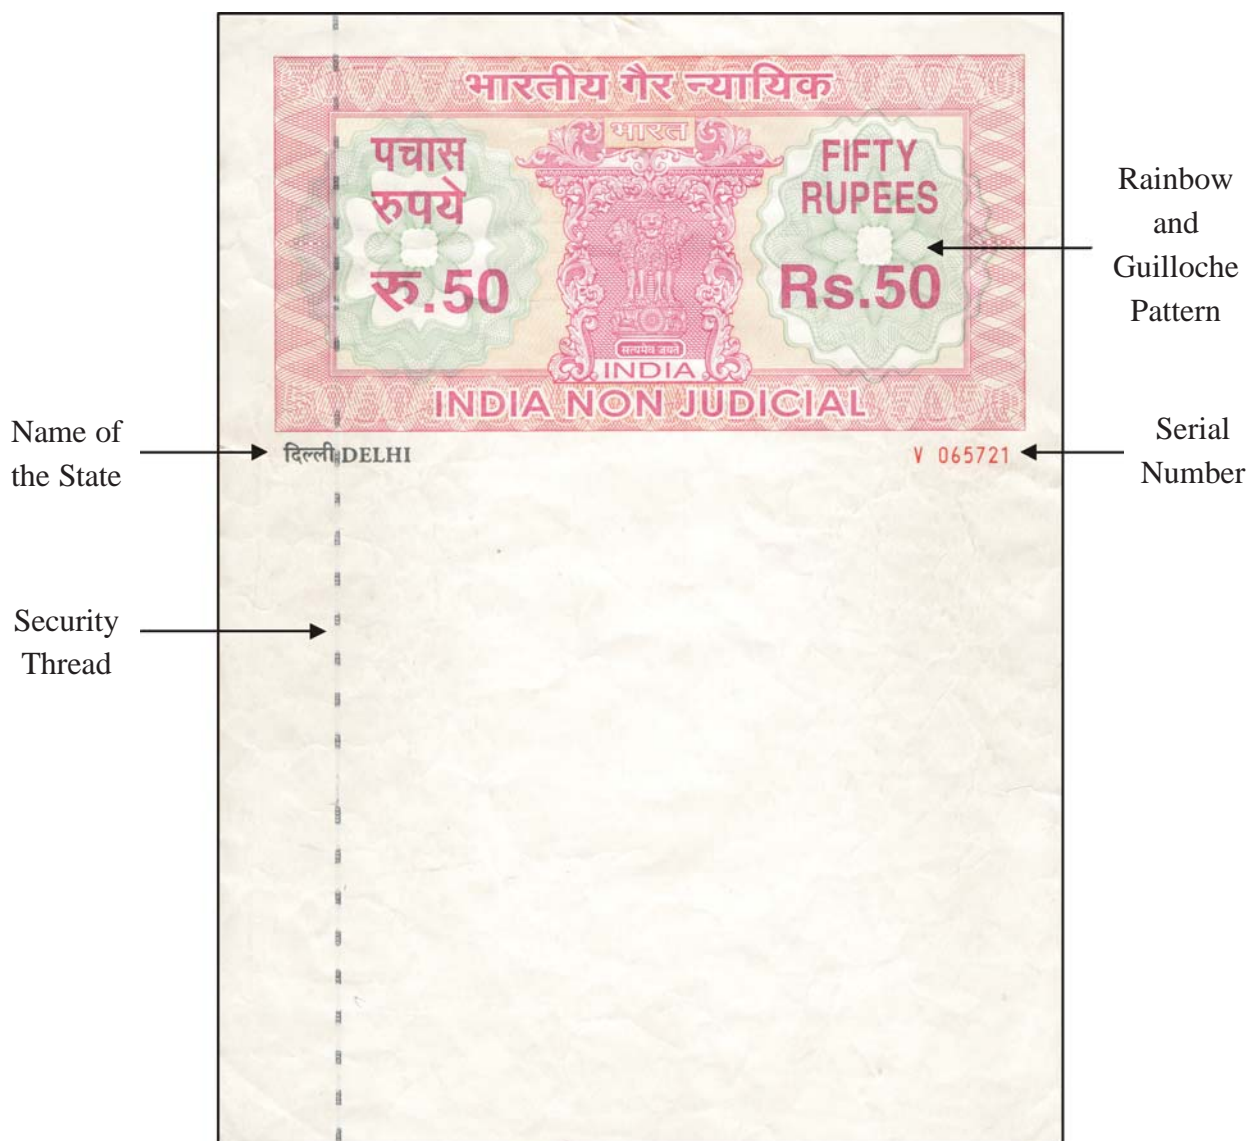 भारतीय गैर न्यायिक
भारत
पचास
रुपये
रु.50
FIFTY
RUPEES
Rs.50
सत्यमेव जयते
INDIA
INDIA NON JUDICIAL
दिल्ली DELHI
V 065721
Rainbow
and
Guilloche
Pattern
Name of
the State
Serial
Number
Security
Thread